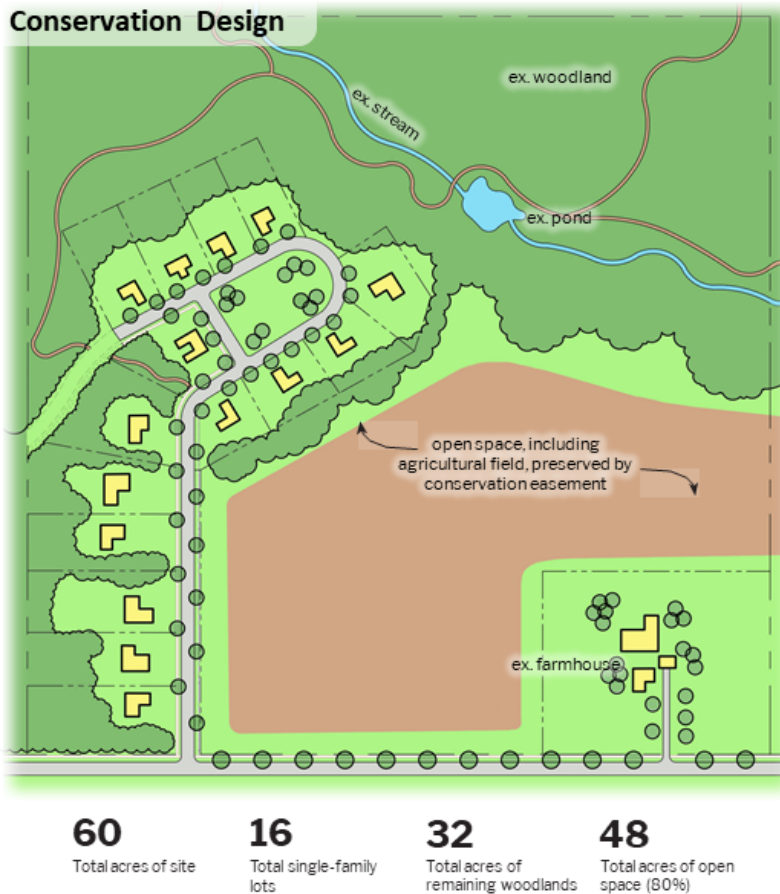 Conservation Design
ex. woodland
ex. stream
ex. pond
open space, including
agricultural field, preserved by
conservation easement
ex. farmhouse
60
Total acres of site
16
Total single-family
lots
32
Total acres of
remaining woodlands
48
Total acres of open
space (80%)